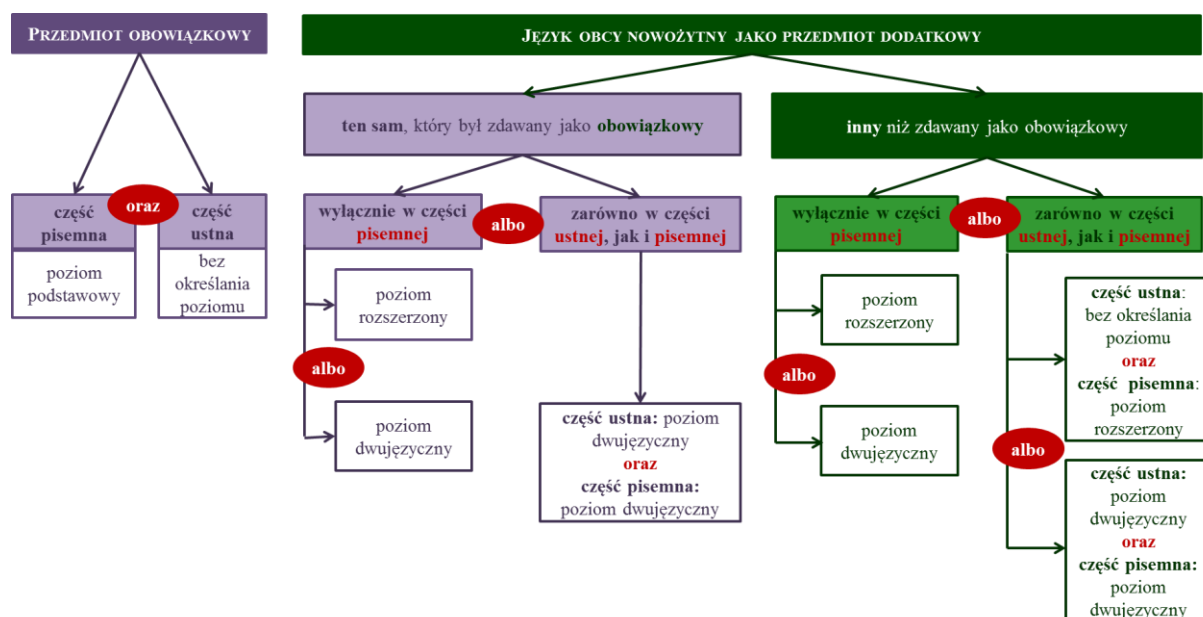 PRZEDMIOT OBOWIĄZKOWY
część
pisemna
oraz
część
ustna
poziom
podstawowy
bez
określania
poziomu
JĘZYK OBCY NOWOŻYTNY JAKO PRZEDMIOT DODATKOWY
ten sam, który był zdawany jako obowiązkowy
wyłącznie w części
pisemnej
albo
zarówno w części
ustnej, jak i pisemnej
poziom
rozszerzony
albo
poziom
dwujęzyczny
część ustna: poziom
dwujęzyczny
oraz
część pisemna:
poziom dwujęzyczny
inny niż zdawany jako obowiązkowy
wyłącznie w części
pisemnej
albo
zarówno w części
ustnej, jak i pisemnej
poziom
rozszerzony
albo
poziom
dwujęzyczny
część ustna:
bez określania
poziomu
oraz
część pisemna:
poziom
rozszerzony
albo
część ustna:
poziom
dwujęzyczny
oraz
część pisemna:
poziom
dwujęzyczny